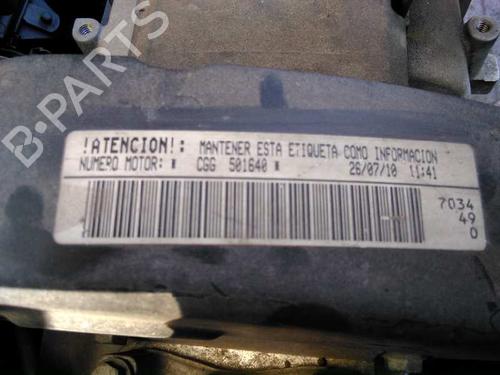 !ATENCION!: MANTENER ESTA ETIQUETA COMO INFORMACION
NUMERO MOTOR: * CGG 501640 * 26/07/10 11:41
7034
49
0
B-PARTS